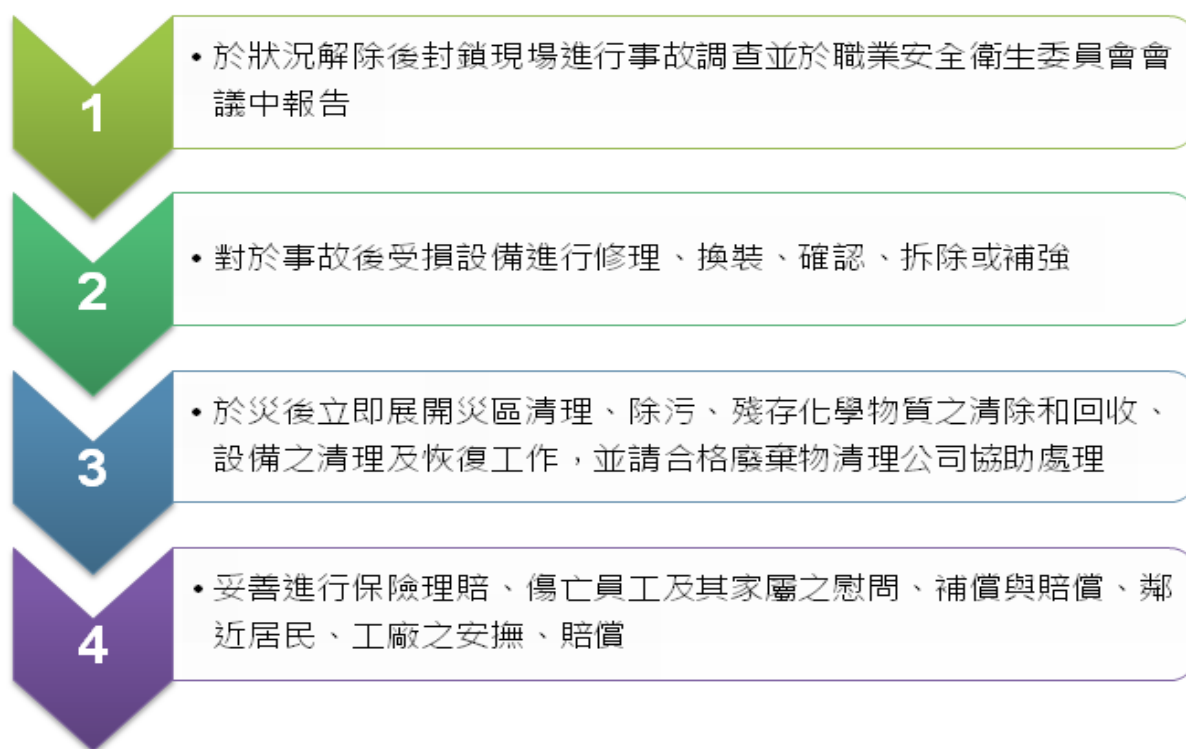 1
• 於狀況解除後封鎖現場進行事故調查並於職業安全衛生委員會會
議中報告
2
• 對於事故後受損設備進行修理、換裝、確認、拆除或補強
3
• 於災後立即展開災區清理、除污、殘存化學物質之清除和回收、
設備之清理及恢復工作，並請合格廢棄物清理公司協助處理
4
• 妥善進行保險理賠、傷亡員工及其家屬之慰問、補償與賠償、鄰
近居民、工廠之安撫、賠償